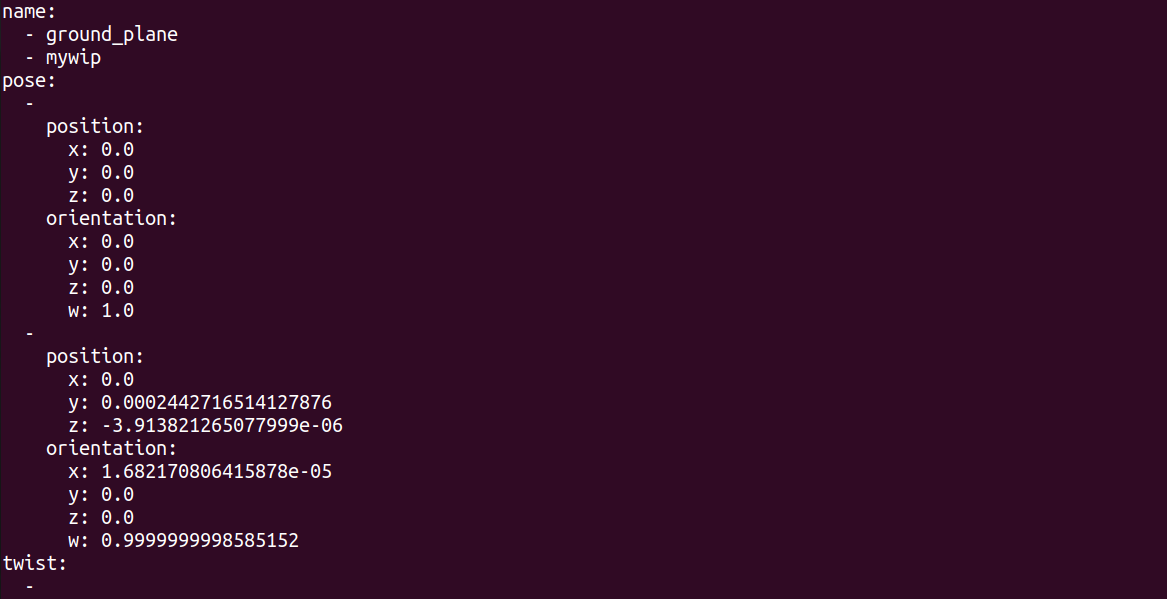 name:
  - ground_plane
  - mywip
pose:
  -
    position:
      x: 0.0
      y: 0.0
      z: 0.0
    orientation:
      x: 0.0
      y: 0.0
      z: 0.0
      w: 1.0
  -
    position:
      x: 0.0
      y: 0.0002442716514127876
      z: -3.913821265077999e-06
    orientation:
      x: 1.682170806415878e-05
      y: 0.0
      z: 0.0
      w: 0.9999999998585152
twist:
  -